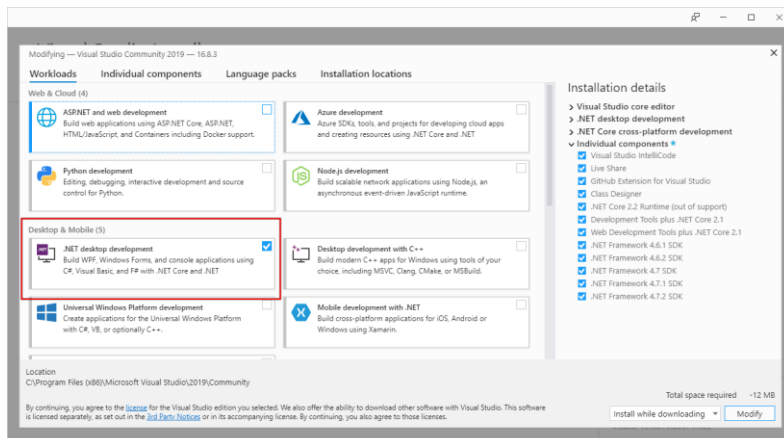 Modifying — Visual Studio Community 2019 — 16.8.3
Workloads
Individual components
Language packs
Installation locations
Web & Cloud (4)
ASP.NET and web development
Build web applications using ASP.NET Core, ASP.NET,
HTML/JavaScript, and Containers including Docker support.
Azure development
Azure SDKs, tools, and projects for developing cloud apps
and creating resources using .NET Core and .NET
Python development
Editing, debugging, interactive development and source
control for Python.
Node.js development
Build scalable network applications using Node.js, an
asynchronous event-driven JavaScript runtime.
Desktop & Mobile (5)
.NET desktop development
Build WPF, Windows Forms, and console applications using
C#, Visual Basic, and F# with .NET Core and .NET
Desktop development with C++
Build modern C++ apps for Windows using tools of your
choice, including MSVC, Clang, CMake, or MSBuild.
Universal Windows Platform development
Create applications for the Universal Windows Platform
with C#, VB, or optionally C++.
Mobile development with .NET
Build cross-platform applications for iOS, Android or
Windows using Xamarin.
Installation details
Visual Studio core editor
.NET desktop development
.NET Core cross-platform development
Individual components *
Visual Studio IntelliCode
Live Share
GitHub Extension for Visual Studio
Class Designer
.NET Core 2.2 Runtime (out of support)
Development Tools plus .NET Core 2.1
Web Development Tools plus .NET Core 2.1
.NET Framework 4.6.1 SDK
.NET Framework 4.6.2 SDK
.NET Framework 4.7 SDK
.NET Framework 4.7.1 SDK
.NET Framework 4.7.2 SDK
Location
C:\Program Files (x86)\Microsoft Visual Studio\2019\Community
Total space required -12 MB
By continuing, you agree to the license for the Visual Studio edition you selected. We also offer the ability to download other software with Visual Studio. This software
is licensed separately, as set out in the 3rd Party Notices or in its accompanying license. By continuing, you also agree to those licenses.
Install while downloading
Modify